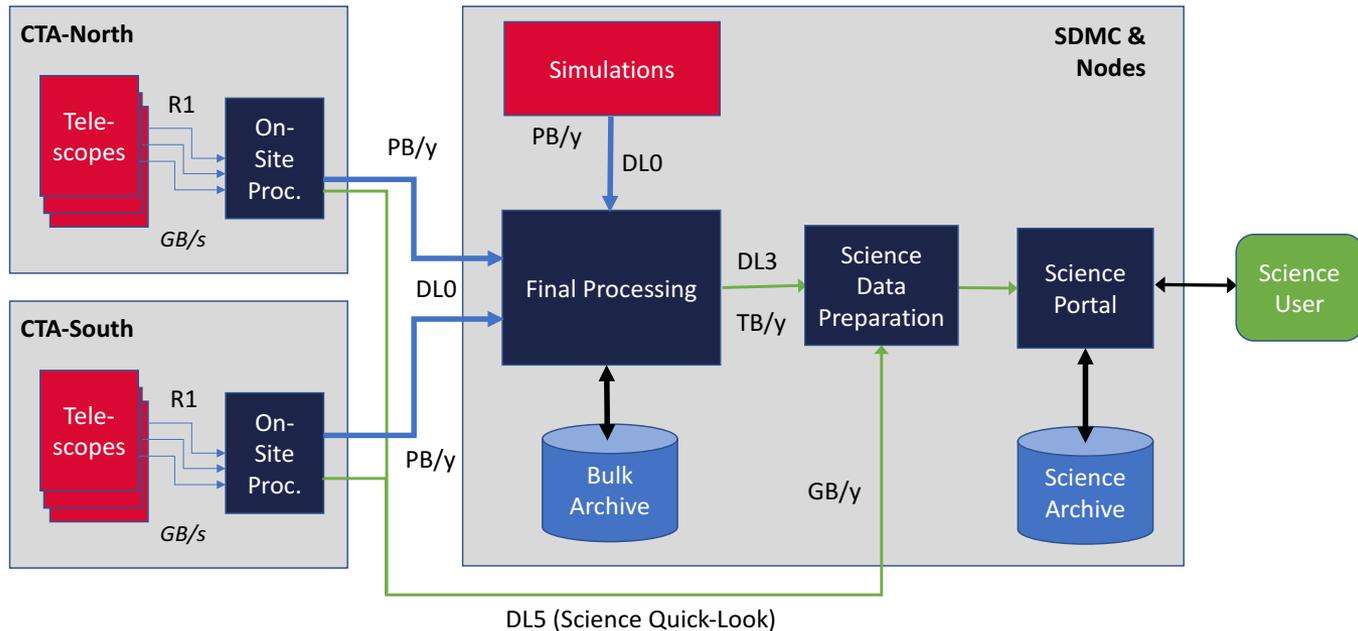 CTA-North
Tele-
scopes
R1
On-
Site
Proc.
GB/s
PB/y
DL0
CTA-South
Tele-
scopes
R1
On-
Site
Proc.
GB/s
PB/y
SDMC &
Nodes
Simulations
PB/y
DL0
Final Processing
DL3
TB/y
Science
Data
Preparation
Science
Portal
Science
User
Bulk
Archive
GB/y
Science
Archive
DL5 (Science Quick-Look)